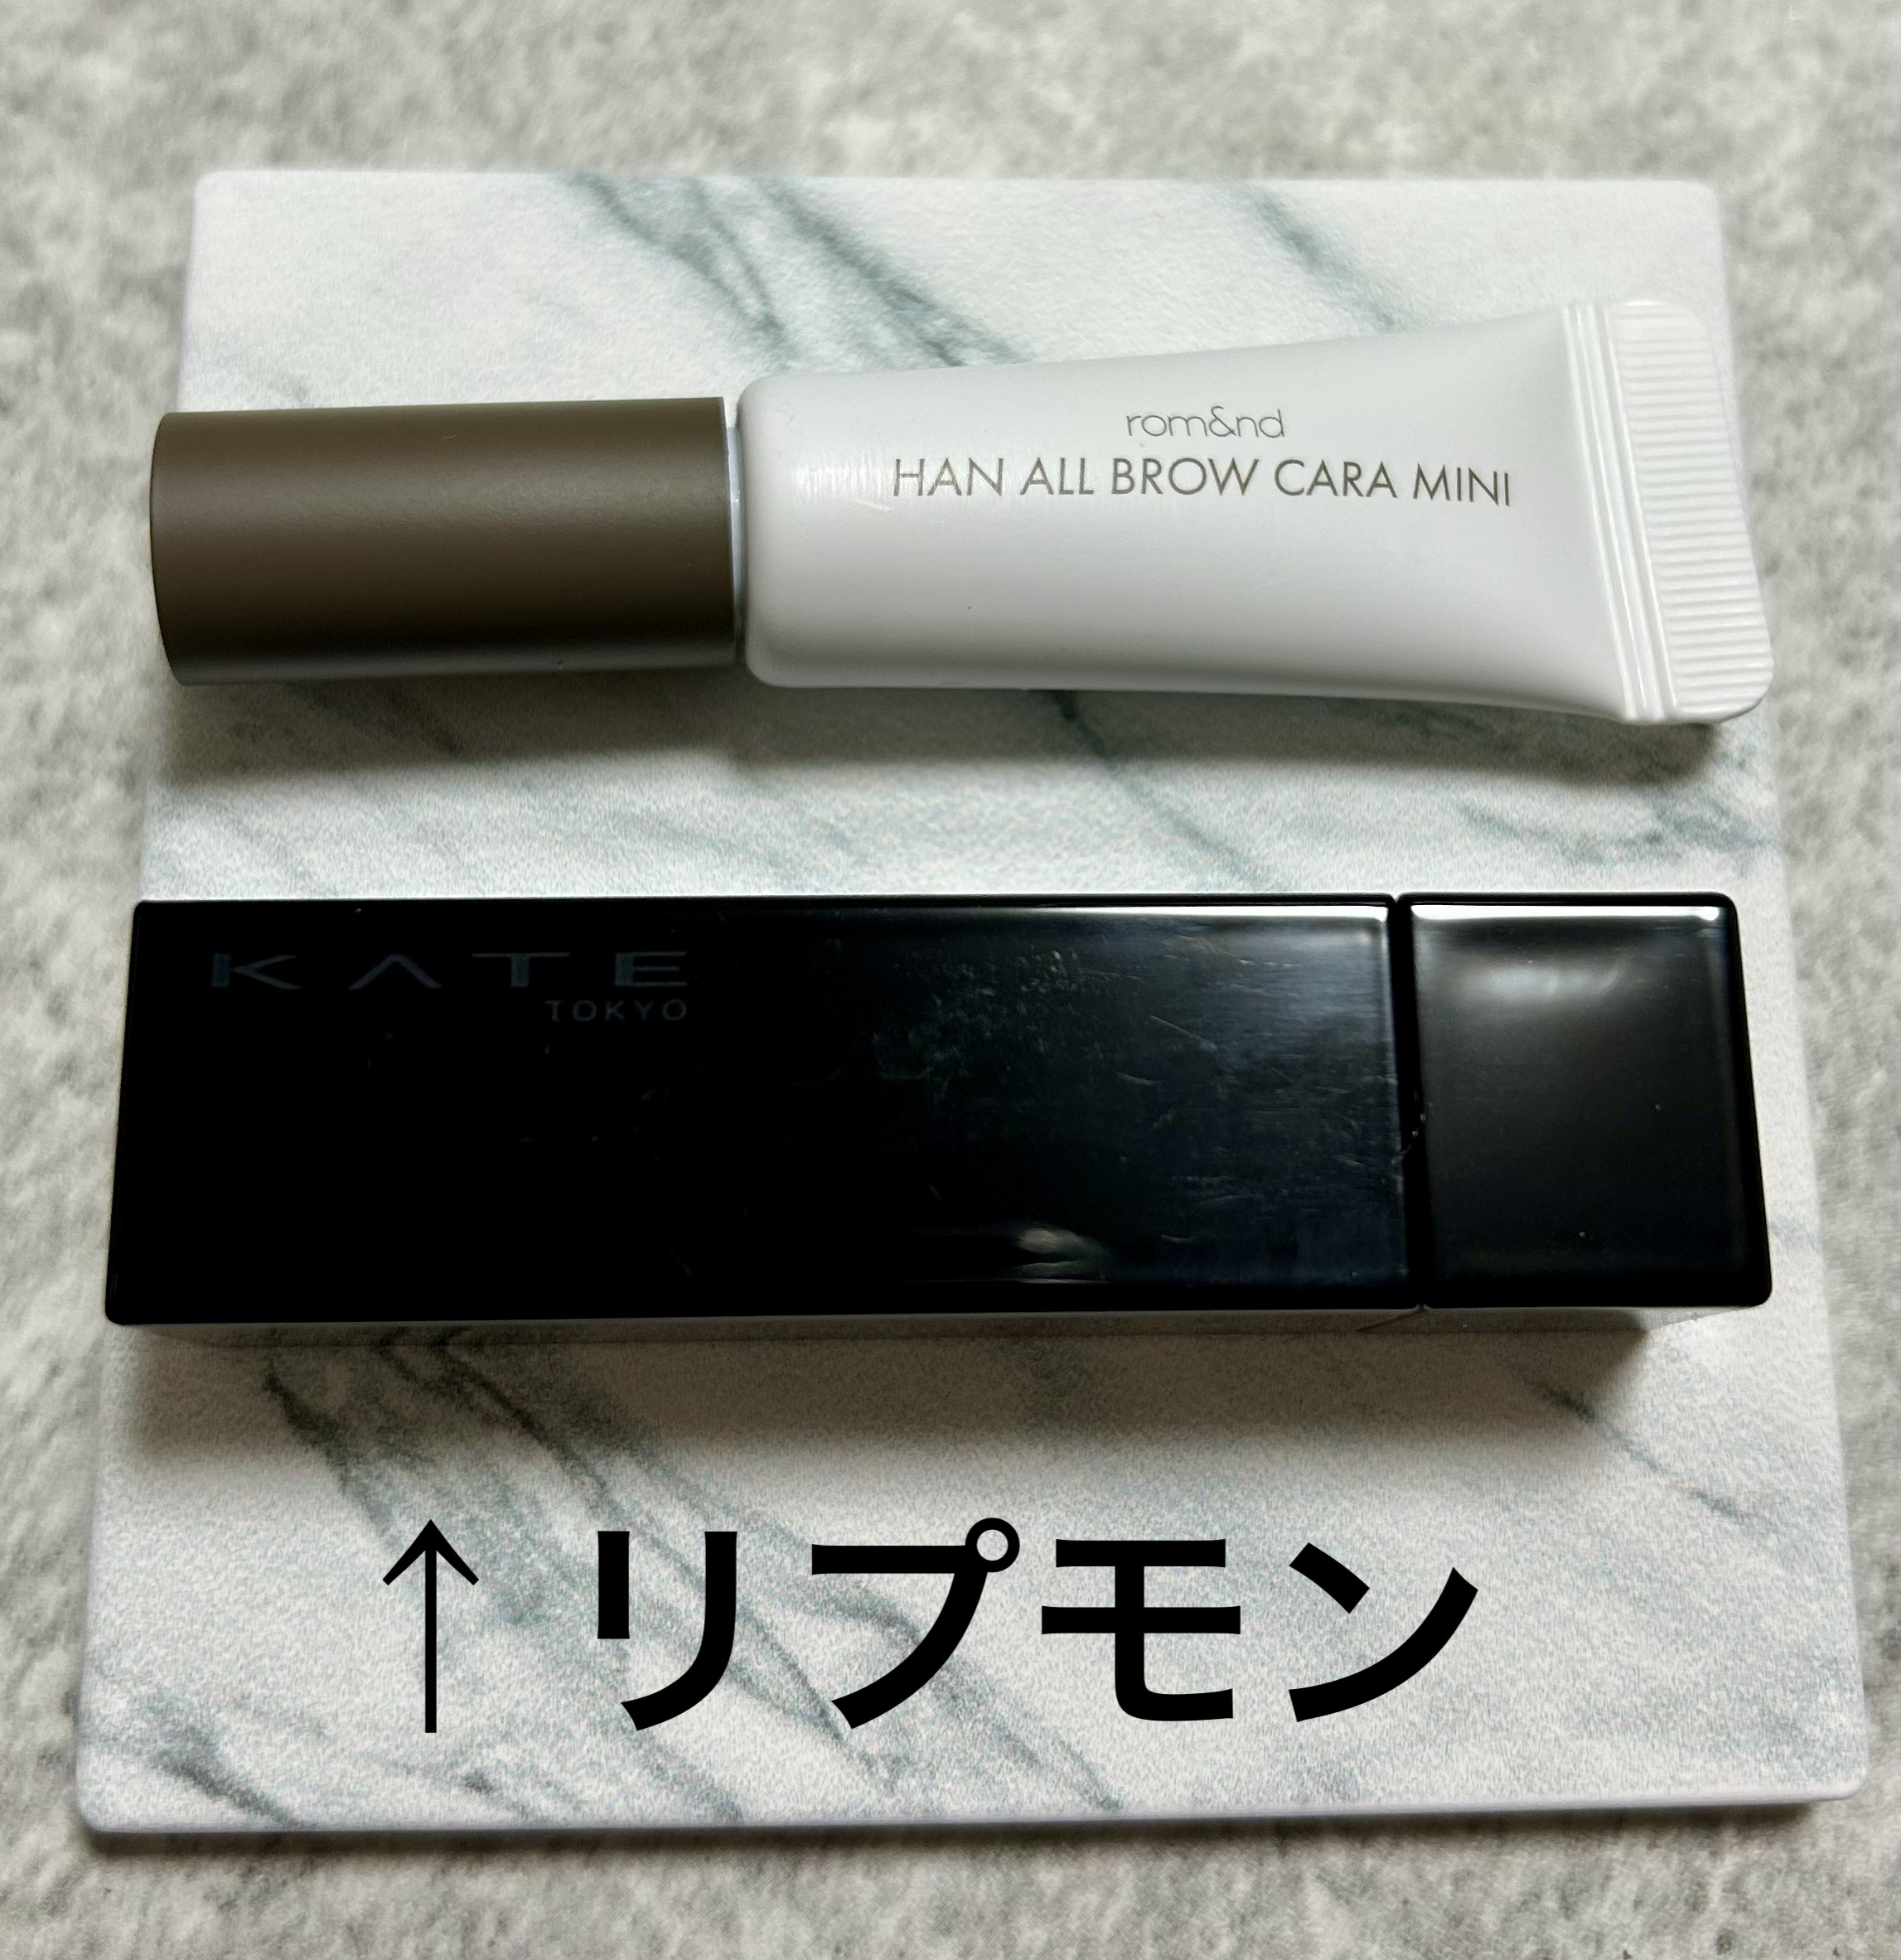 rom&nd
HAN ALL BROW CARA MINI
KATE
TOKYO
↑リプモン